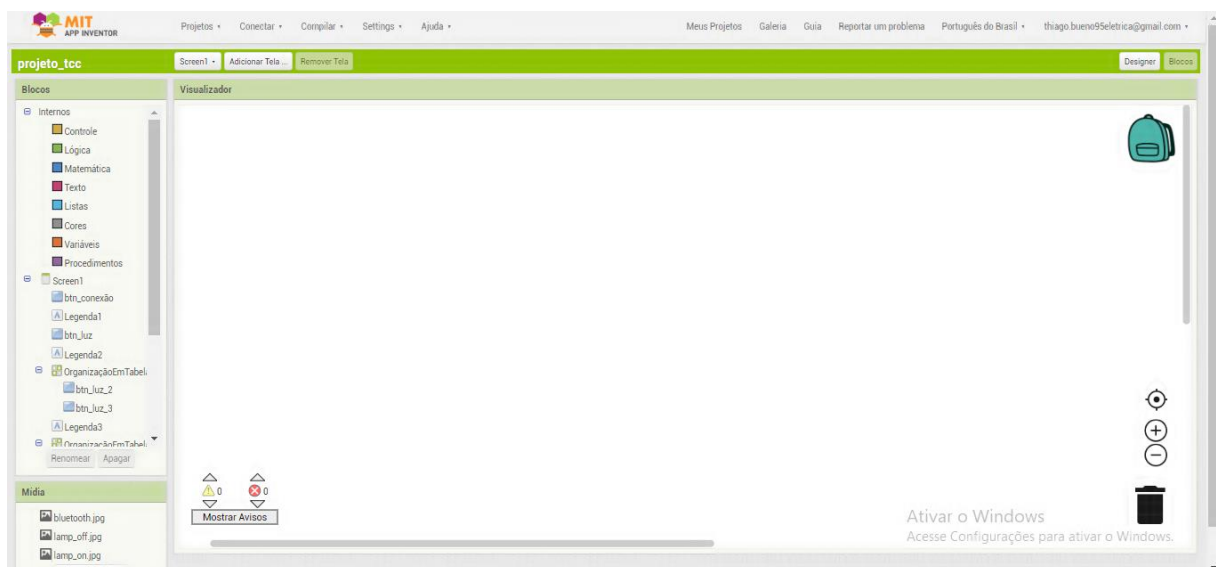 MIT
APP INVENTOR
Projetos
Conectar
Compilar
Settings
Ajuda
Meus Projetos
Galeria
Guia
Reportar um problema
Português do Brasil
thiago.bueno95eletrica@gmail.com
projeto_tcc
Screen1
Adicionar Tela ...
Remover Tela
Designer
Blocos
Blocos
Internos
Controle
Lógica
Matemática
Texto
Listas
Cores
Variáveis
Procedimentos
Screen1
btn_conexão
Legenda1
btn_luz
Legenda2
OrganizaçãoEmTabel
btn_luz_2
btn_luz_3
Legenda3
OrganizaçãoEmTabel
Renomear
Apagar
Mídia
bluetooth.jpg
lamp_off.jpg
lamp_on.jpg
Visualizador
0
0
Mostrar Avisos
Ativar o Windows
Acesse Configurações para ativar o Windows.